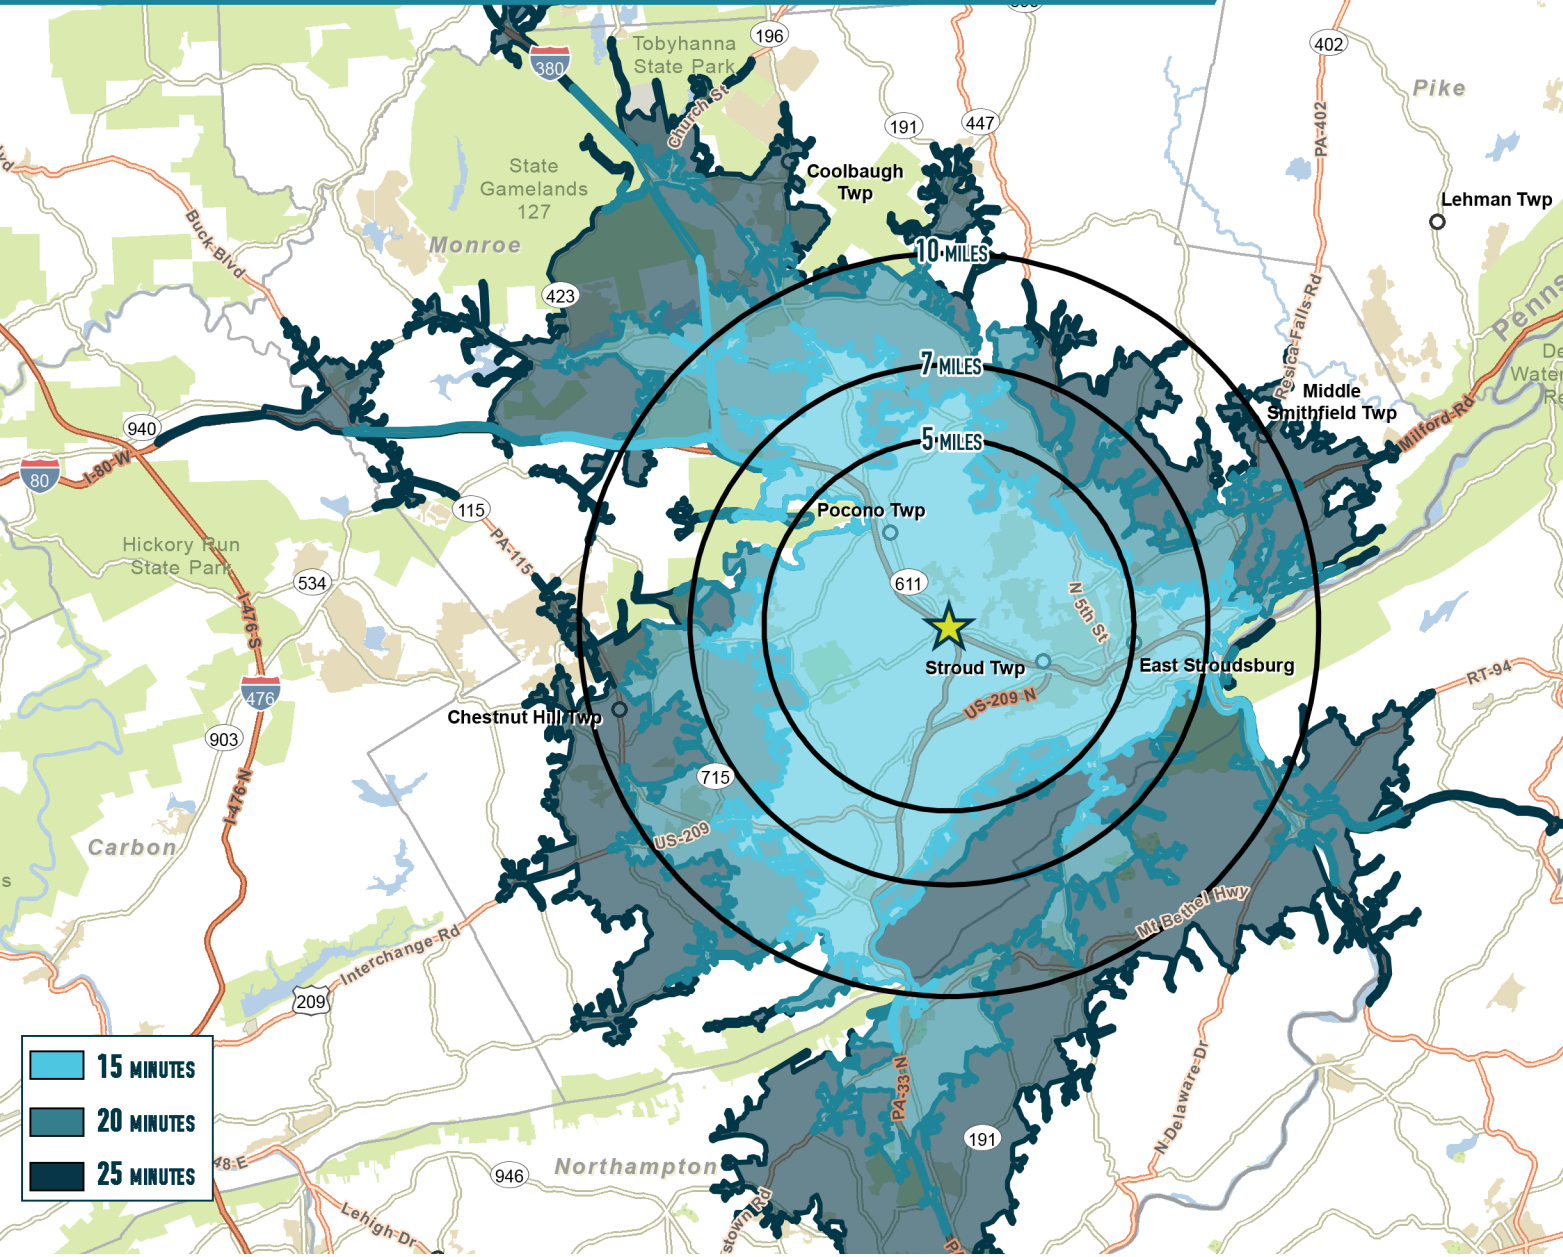 196
Tobyhanna
State Park
380
402
Pike
Church St
191
447
PA-402
Coolbaugh
Twp
State
Gamelands
127
Lehman Twp
Buck Blvd
Monroe
10 MILES
423
Resica-Falls-Rd
Penns
7 MILES
Middle
Smithfield Twp
Milford-Rd
940
5 MILES
I-80-W
80
115
Pocono Twp
PA-115
Hickory Run
State Park
534
611
N 5th St
I-476-S
Stroud Twp
East Stroudsburg
RT-94
476
US-209 N
Chestnut Hill Twp
903
715
I-476-N
US-209
Carbon
Mt Bethel Hwy
Interchange-Rd
209
15 MINUTES
20 MINUTES
25 MINUTES
PA-33-N
N-Delaware-Dr
191
48-E
946
Northampton
Lehigh-Dr
stown Rd